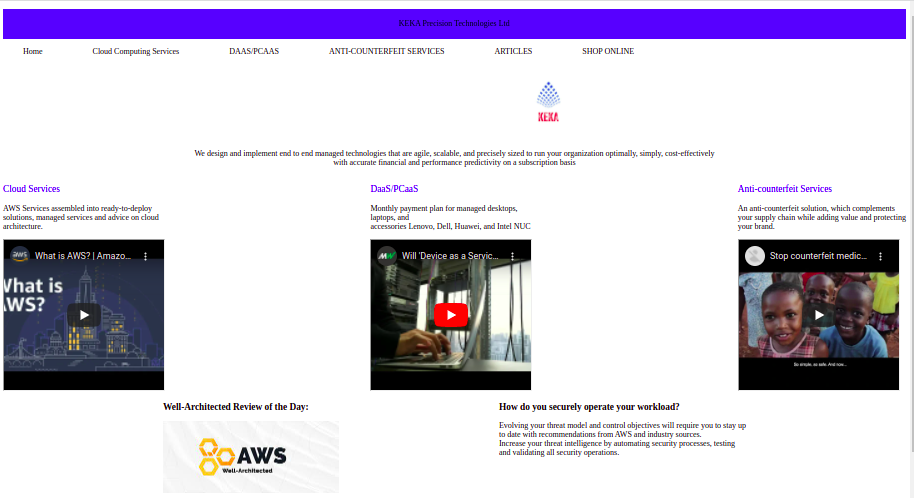 KEKA Precision Technologies Ltd
Home Cloud Computing Services DAAS/PCAAS ANTI-COUNTERFEIT SERVICES ARTICLES SHOP ONLINE
KEKA
We design and implement end to end managed technologies that are agile, scalable, and precisely sized to run your organization optimally, simply, cost-effectively
with accurate financial and performance predictivity on a subscription basis
Cloud Services
AWS Services assembled into ready-to-deploy
solutions, managed services and advice on cloud
architecture.
aws What is AWS? | Amazo...
What is
AWS?
DaaS/PCaaS
Monthly payment plan for managed desktops,
laptops, and
accessories Lenovo, Dell, Huawei, and Intel NUC
Will 'Device as a Servic...
Anti-counterfeit Services
An anti-counterfeit solution, which complements
your supply chain while adding value and protecting
your brand.
Stop counterfeit medic...
So simple, so safe. And now...
Well-Architected Review of the Day:
AWS
Well-Architected
How do you securely operate your workload?
Evolving your threat model and control objectives will require you to stay up
to date with recommendations from AWS and industry sources.
Increase your threat intelligence by automating security processes, testing
and validating all security operations.